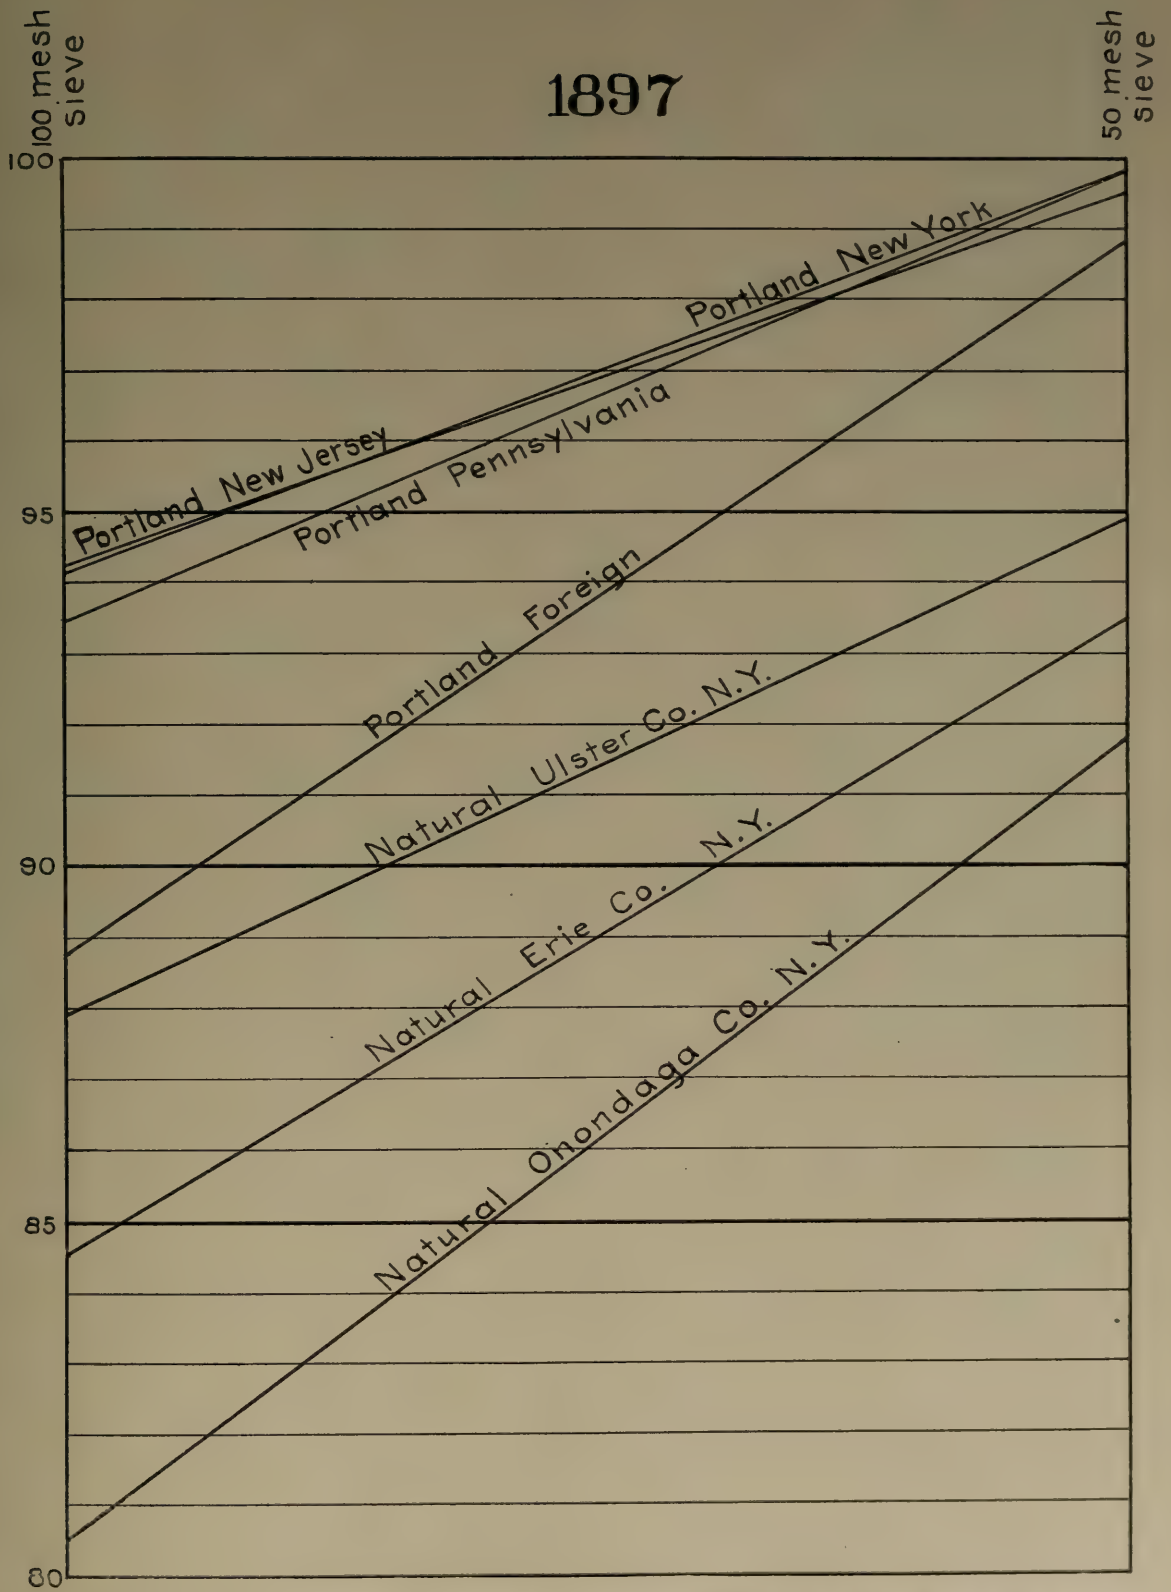 100 mesh
sieve
1897
50 mesh
sieve
100
Portland New York
Portland New Jersey
Portland Pennsylvania
95
Portland Foreign
Natural Ulster Co. N.Y.
90
Natural Erie Co. N.Y.
Natural Onondaga Co. N.Y.
85
80